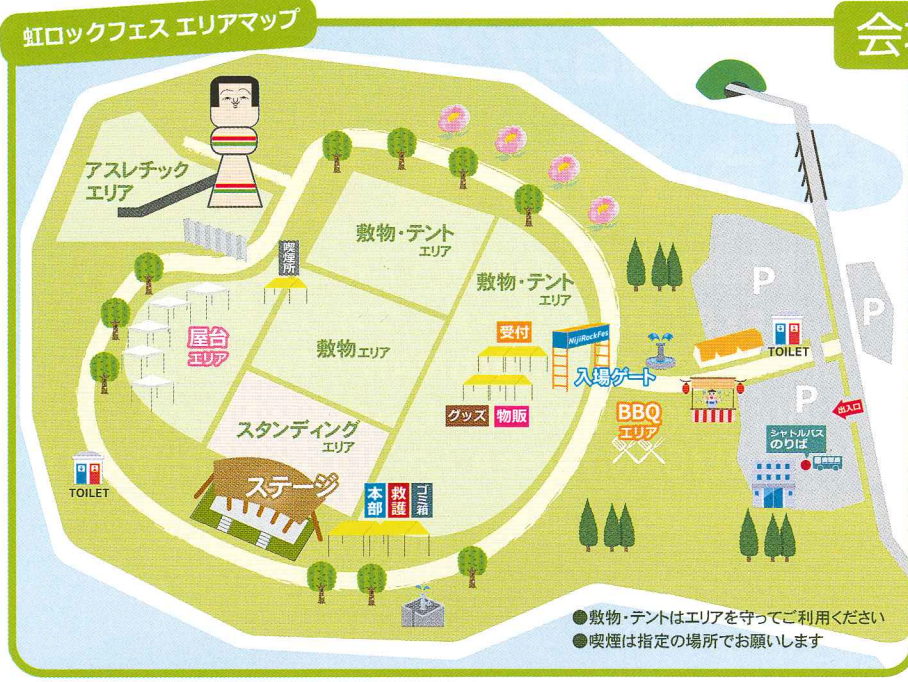 虹ロックフェス エリアマップ
会
アスレチック
エリア
喫煙所
敷物・テント
エリア
敷物・テント
エリア
屋台
エリア
敷物エリア
受付
NijiRockFes
入場ゲート
グッズ 物販
BBQ
エリア
スタンディング
エリア
ステージ
本部 救護 ゴミ箱
TOILET
P
P
TOILET
P
出入口
シャトルバス
のりば
●敷物・テントはエリアを守ってご利用ください
●喫煙は指定の場所でお願いします